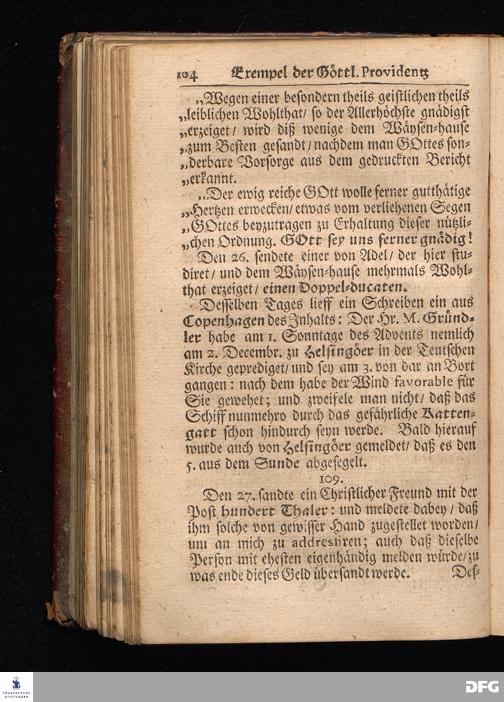 104 Exempel der Göttl. Providentz
„Wegen einer besondern theils geistlichen theils
„leiblichen Wohlthat/ so der Allerhöchste gnädigst
„erzeiget/ wird diß wenige dem Wäysen-hause
„zum Besten gesandt/ nachdem man GOttes son-
„derbare Vorsorge aus dem gedruckten Bericht
„erkannt.
„Der ewig reiche GOtt wolle ferner gutthätige
„Hertzen erwecken/ etwas vom verliehenen Segen
„GOttes beyzutragen zu Erhaltung dieser nützli-
„chen Ordnung. GOtt sey uns ferner gnädig!
Den 26. sendete einer von Adel/ der hier stu-
diret/ und dem Wäysen-hause mehrmals Wohl-
that erzeiget/ einen Doppel-ducaten.
Desselben Tages lieff ein Schreiben ein aus
Copenhagen des Inhalts: Der Hr. M. Gründ-
ler habe am 1. Sonntage des Advents nemlich
am 2. Decembr. zu Helsingöer in der Teutschen
Kirche geprediget/ und sey am 3. von dar an Bort
gangen: nach dem habe der Wind favorable für
Sie gewehet; und zweifele man nicht/ daß das
Schiff nunmehro durch das gefährliche Katten-
gatt schon hindurch seyn werde. Bald hierauf
wurde auch von Helsingöer gemeldet/ daß es den
5. aus dem Sunde abgesegelt.
109.
Den 27. sandte ein Christlicher Freund mit der
Post hundert Thaler: und meldete dabey/ daß
ihm solche von gewisser Hand zugestellet worden/
um an mich zu addressiren; auch daß dieselbe
Person mit ehesten eigenhändig melden würde/ zu
was ende dieses Geld übersandt werde. Des-
FRANCKESCHE
STIFTUNGEN
DFG